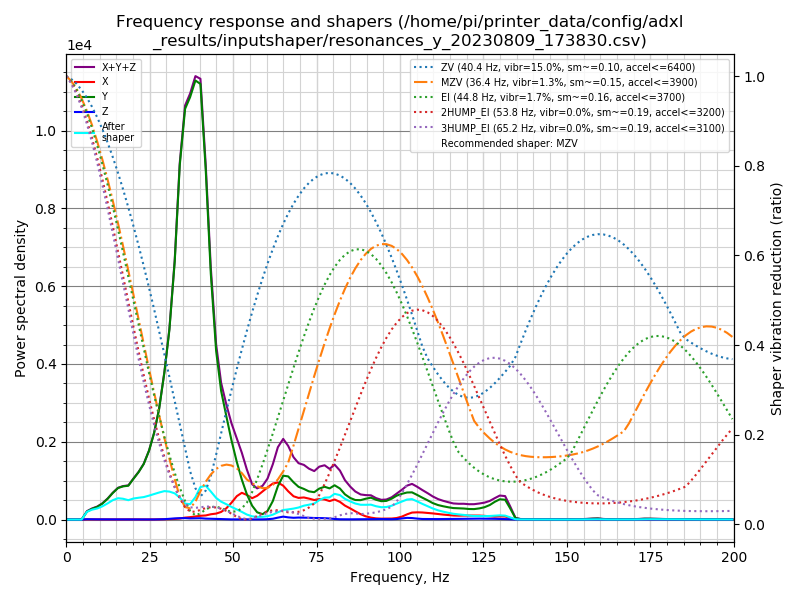 Frequency response and shapers (/home/pi/printer_data/config/adxl
_results/inputshaper/resonances_y_20230809_173830.csv)
1e4
X+Y+Z
X
Y
Z
After
shaper
ZV (40.4 Hz, vibr=15.0%, sm~=0.10, accel<=6400)
MZV (36.4 Hz, vibr=1.3%, sm~=0.15, accel<=3900)
EI (44.8 Hz, vibr=1.7%, sm~=0.16, accel<=3700)
2HUMP_EI (53.8 Hz, vibr=0.0%, sm~=0.19, accel<=3200)
3HUMP_EI (65.2 Hz, vibr=0.0%, sm~=0.19, accel<=3100)
Recommended shaper: MZV
Power spectral density
1.0
0.8
0.6
0.4
0.2
0.0
1.0
0.8
0.6
0.4
0.2
0.0
Shaper vibration reduction (ratio)
0 25 50 75 100 125 150 175 200
Frequency, Hz